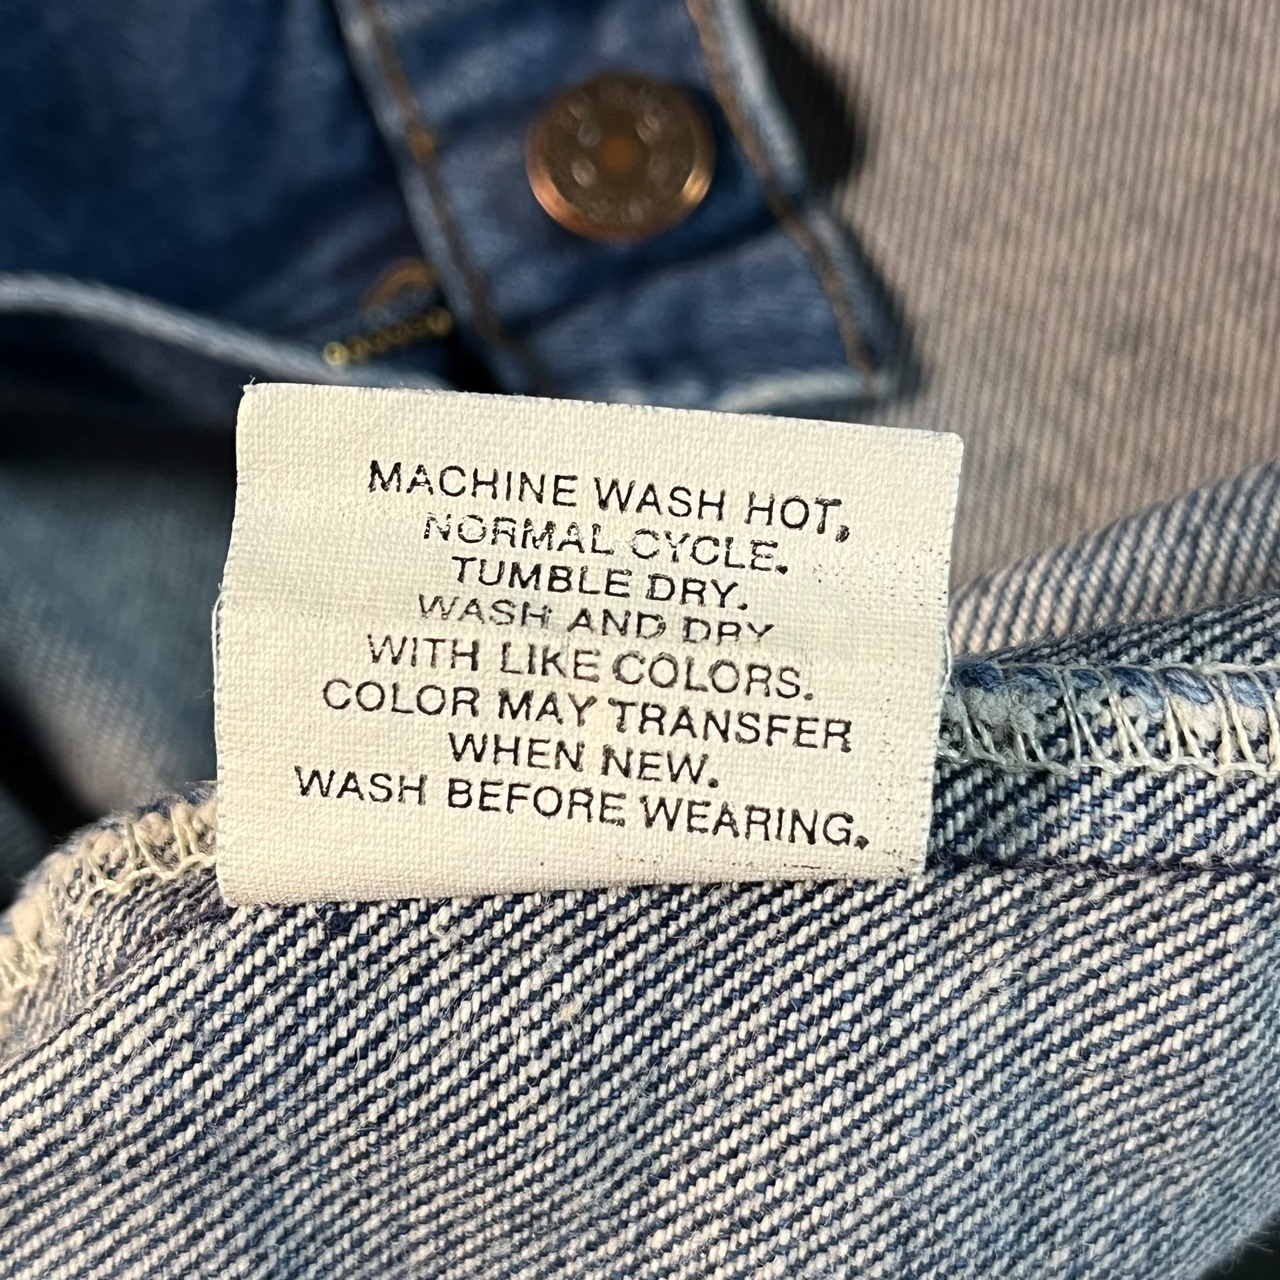 MACHINE WASH HOT,
NORMAL CYCLE.
TUMBLE DRY.
WASH AND DRY
WITH LIKE COLORS.
COLOR MAY TRANSFER
WHEN NEW.
WASH BEFORE WEARING.